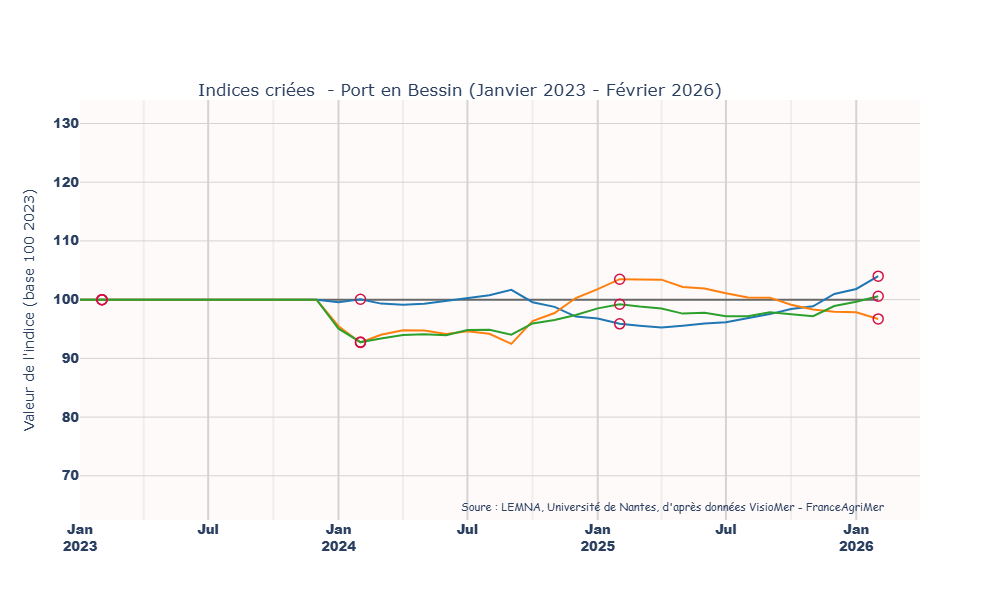 Indices criées  - Port en Bessin (Janvier 2023 - Février 2026)
Valeur de l'indice (base 100 2023)
130
120
110
100
90
80
70
Soure : LEMNA, Université de Nantes, d'après données VisioMer - FranceAgriMer
Jan 2023
Jul
Jan 2024
Jul
Jan 2025
Jul
Jan 2026